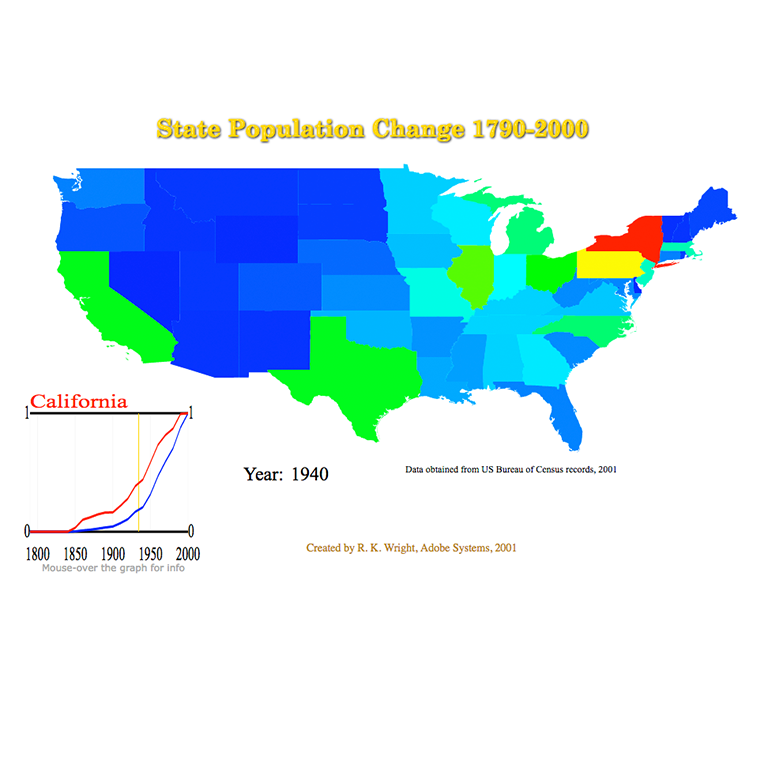 State Population Change 1790-2000
California
1 1
Year: 1940
Data obtained from US Bureau of Census records, 2001
0 0
1800 1850 1900 1950 2000
Created by R. K. Wright, Adobe Systems, 2001
Mouse-over the graph for info